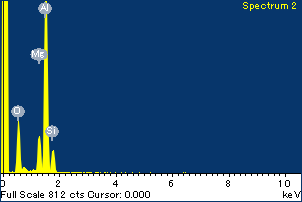 Spectrum 2
Al
Mg
O
Si
0 2 4 6 8 10
Full Scale 812 cts Cursor: 0.000 keV